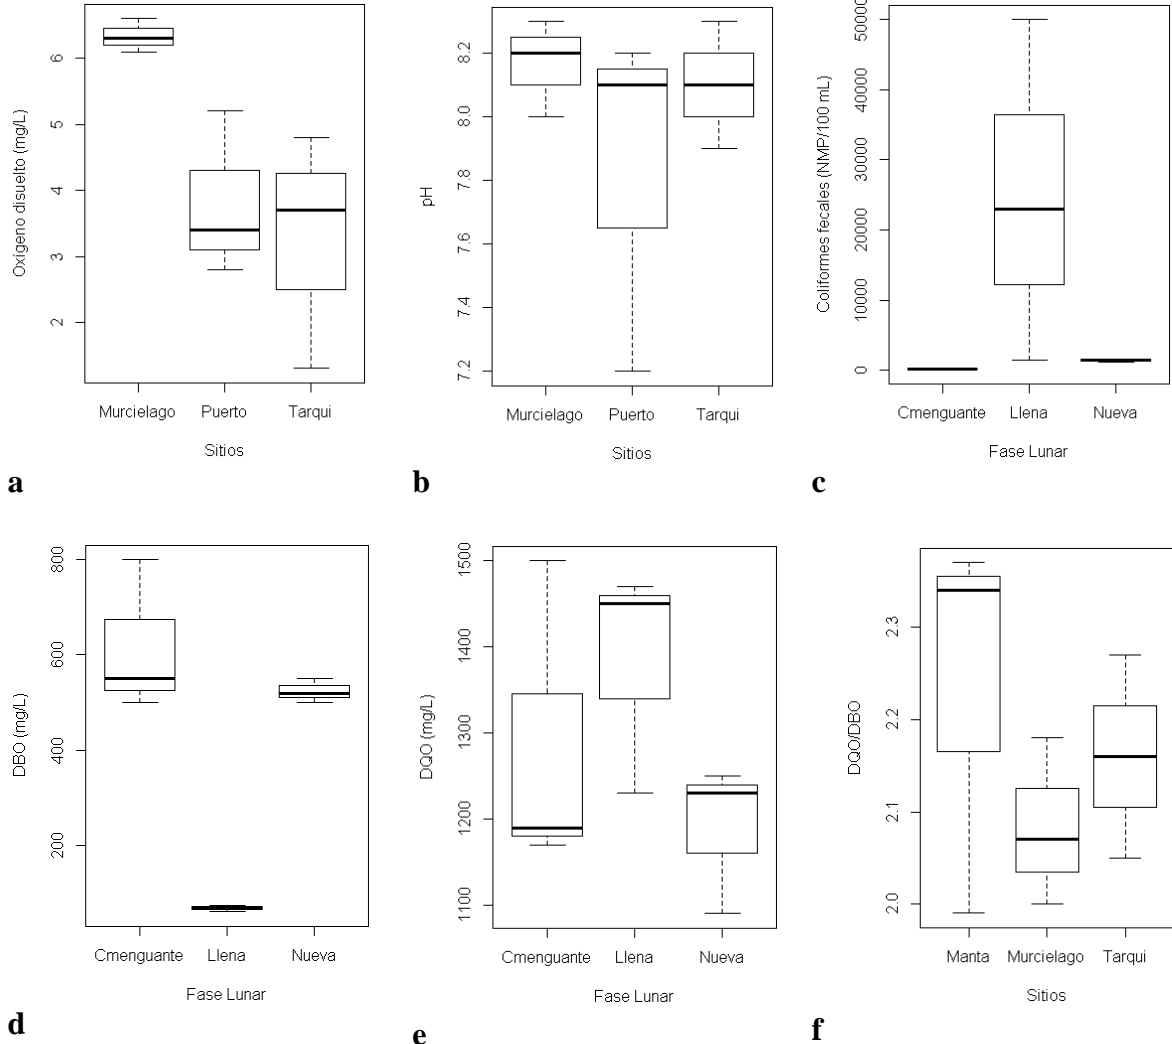 Oxígeno disuelto (mg/L)
6
5
4
3
2
Murcielago Puerto Tarqui
Sitios
a
pH
8.2
8.0
7.8
7.6
7.4
7.2
Murcielago Puerto Tarqui
Sitios
b
Coliformes fecales (NMP/100 mL)
50000
40000
30000
20000
10000
0
Cmenguante Llena Nueva
Fase Lunar
c
DBO (mg/L)
800
600
400
200
Cmenguante Llena Nueva
Fase Lunar
d
DQO (mg/L)
1500
1400
1300
1200
1100
Cmenguante Llena Nueva
Fase Lunar
e
DQO/DBO
2.3
2.2
2.1
2.0
Manta Murcielago Tarqui
Sitios
f